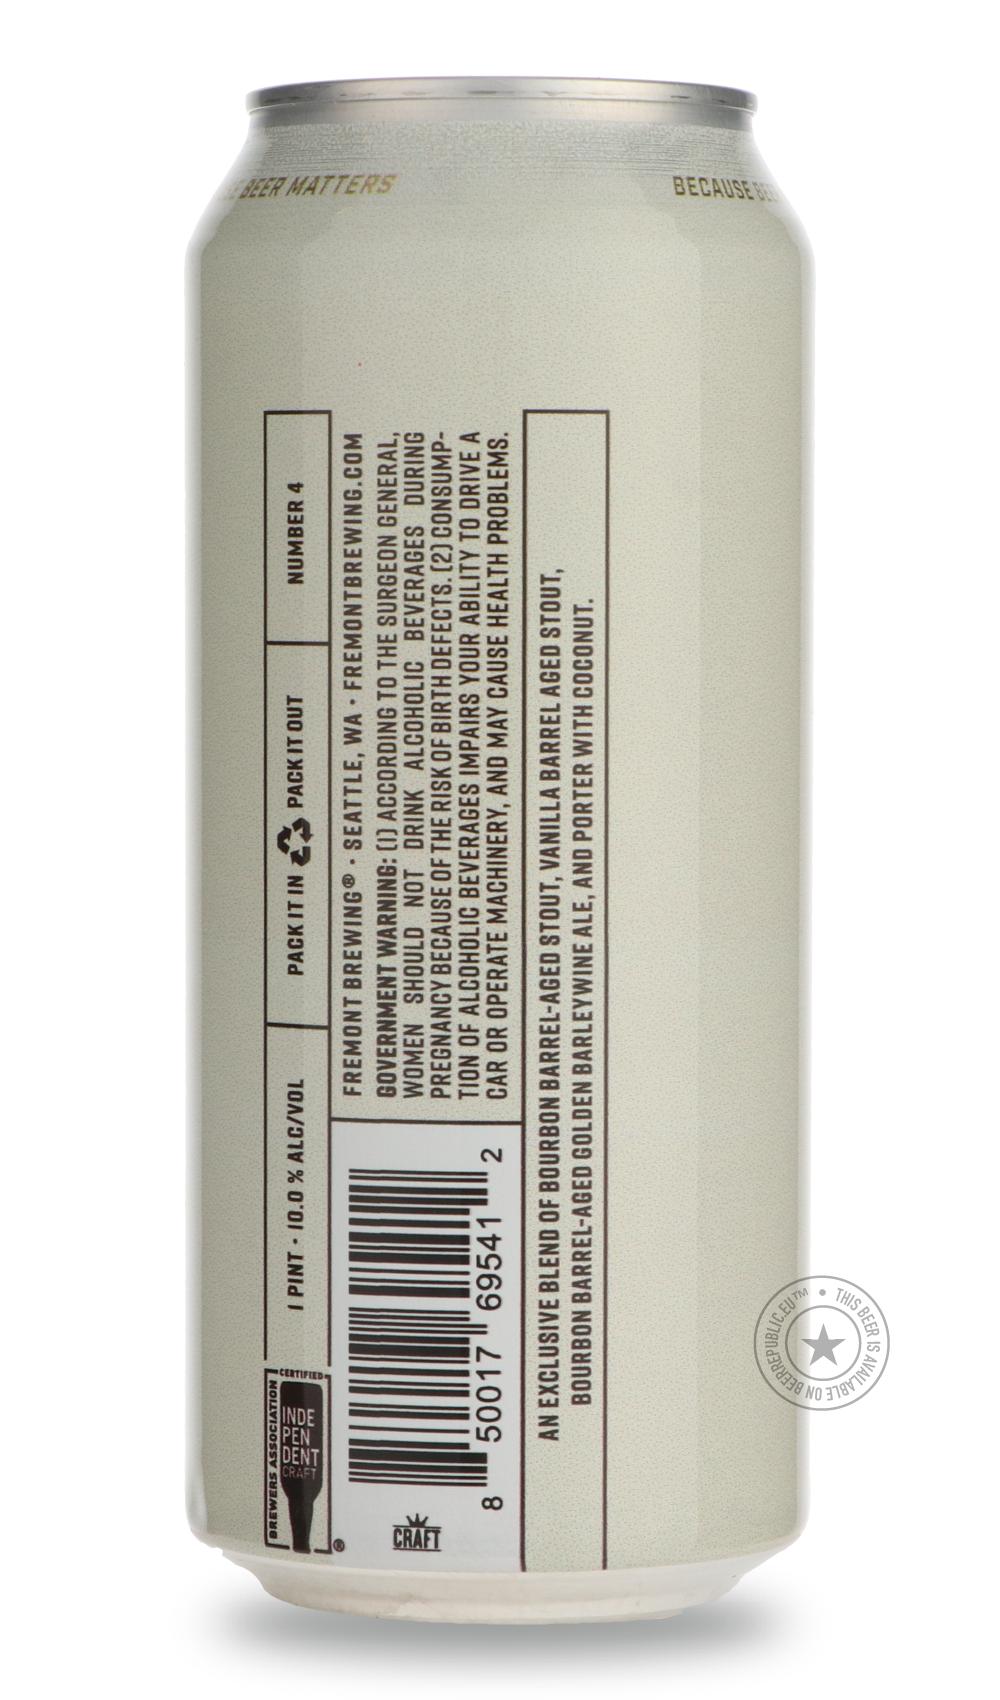 BEER MATTERS
BECAUSE BEE
BREWERS ASSOCIATION
CERTIFIED
INDE
PEN
DENT
CRAFT
®
1 PINT • 10.0 % ALC/VOL
PACK IT IN PACK IT OUT
NUMBER 4
FREMONT BREWING® • SEATTLE, WA • FREMONTBREWING.COM
GOVERNMENT WARNING: (1) ACCORDING TO THE SURGEON GENERAL,
WOMEN SHOULD NOT DRINK ALCOHOLIC BEVERAGES DURING
PREGNANCY BECAUSE OF THE RISK OF BIRTH DEFECTS. (2) CONSUMP-
TION OF ALCOHOLIC BEVERAGES IMPAIRS YOUR ABILITY TO DRIVE A
CAR OR OPERATE MACHINERY, AND MAY CAUSE HEALTH PROBLEMS.
CRAFT
8 50017 69541 2
AN EXCLUSIVE BLEND OF BOURBON BARREL-AGED STOUT, VANILLA BARREL AGED STOUT,
BOURBON BARREL-AGED GOLDEN BARLEYWINE ALE, AND PORTER WITH COCONUT.
THIS BEER IS AVAILABLE ON BEERREPUBLIC.EU™ •